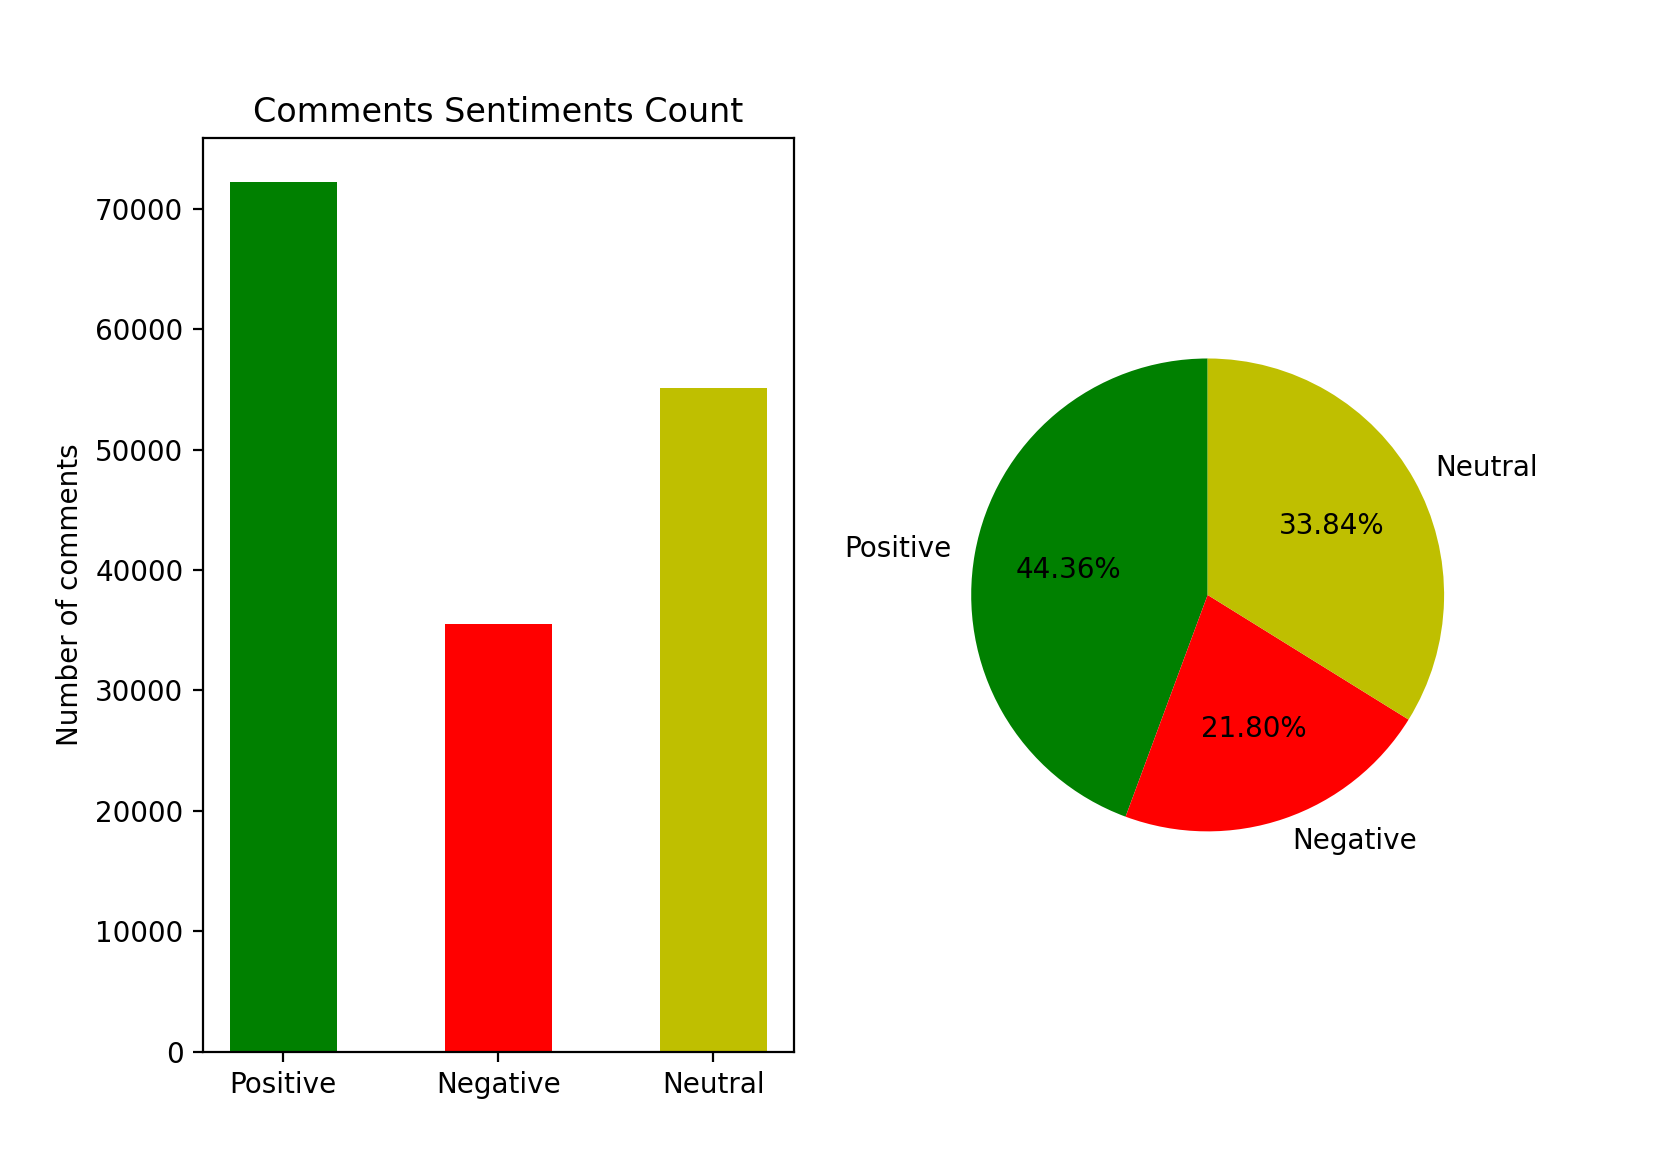 Comments Sentiments Count
Number of comments
70000
60000
50000
40000
30000
20000
10000
0
Positive
Negative
Neutral
Neutral
33.84%
Positive
44.36%
21.80%
Negative